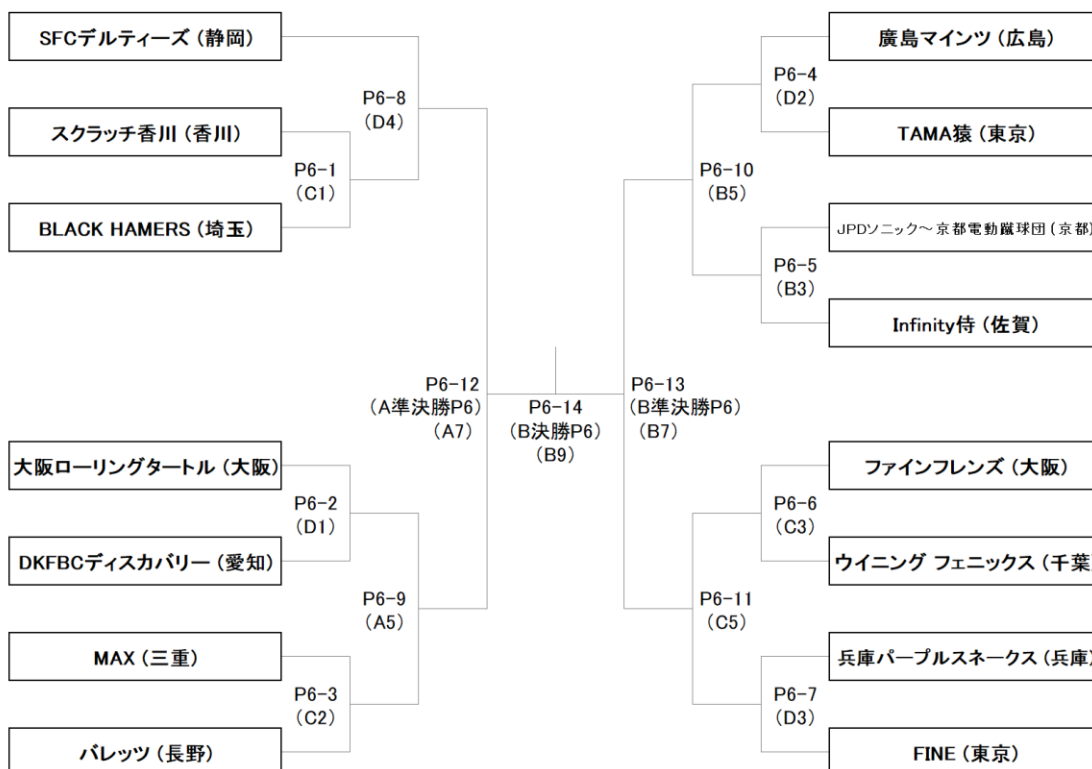 SFCデルティーズ (静岡)
スクラッチ香川 (香川)
BLACK HAMERS (埼玉)
P6-8
(D4)
P6-1
(C1)
大阪ローリングタートル (大阪)
DKFBCディスカバリー (愛知)
MAX (三重)
バレッツ (長野)
P6-2
(D1)
P6-9
(A5)
P6-3
(C2)
P6-12
(A準決勝P6)
(A7)
P6-14
(B決勝P6)
(B9)
P6-13
(B準決勝P6)
(B7)
廣島マインツ (広島)
TAMA猿 (東京)
JPDソニック～京都電動蹴球団 (京都)
Infinity侍 (佐賀)
P6-4
(D2)
P6-10
(B5)
P6-5
(B3)
ファインフレンズ (大阪)
ウイニング フェニックス (千葉)
兵庫パープルスネークス (兵庫)
FINE (東京)
P6-6
(C3)
P6-11
(C5)
P6-7
(D3)